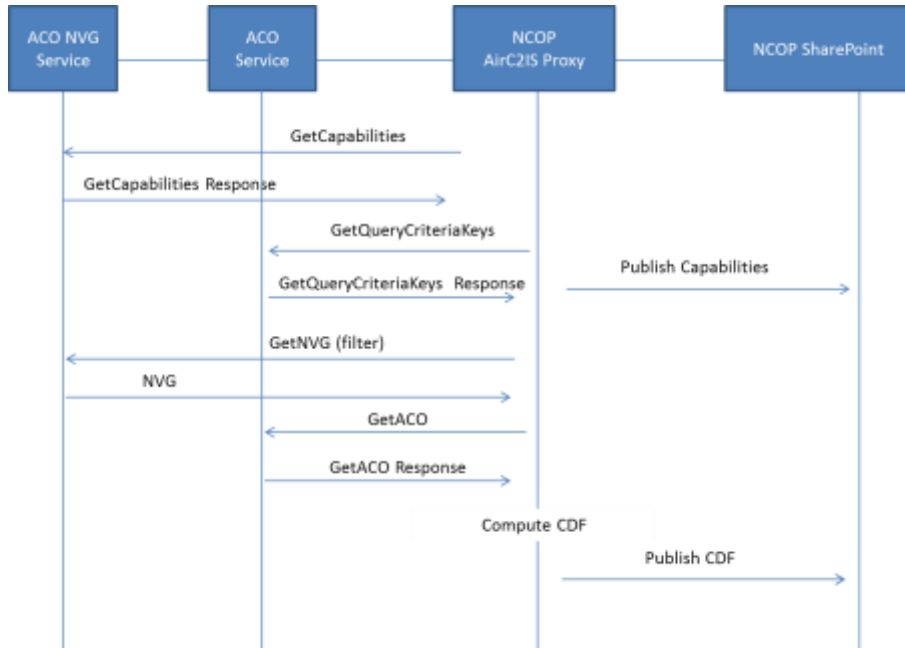 ACO NVG
Service
ACO
Service
NCOP
AirC2IS Proxy
NCOP SharePoint
GetCapabilities
GetCapabilities Response
GetQueryCriteriaKeys
Publish Capabilities
GetQueryCriteriaKeys Response
GetNVG (filter)
NVG
GetACO
GetACO Response
Compute CDF
Publish CDF